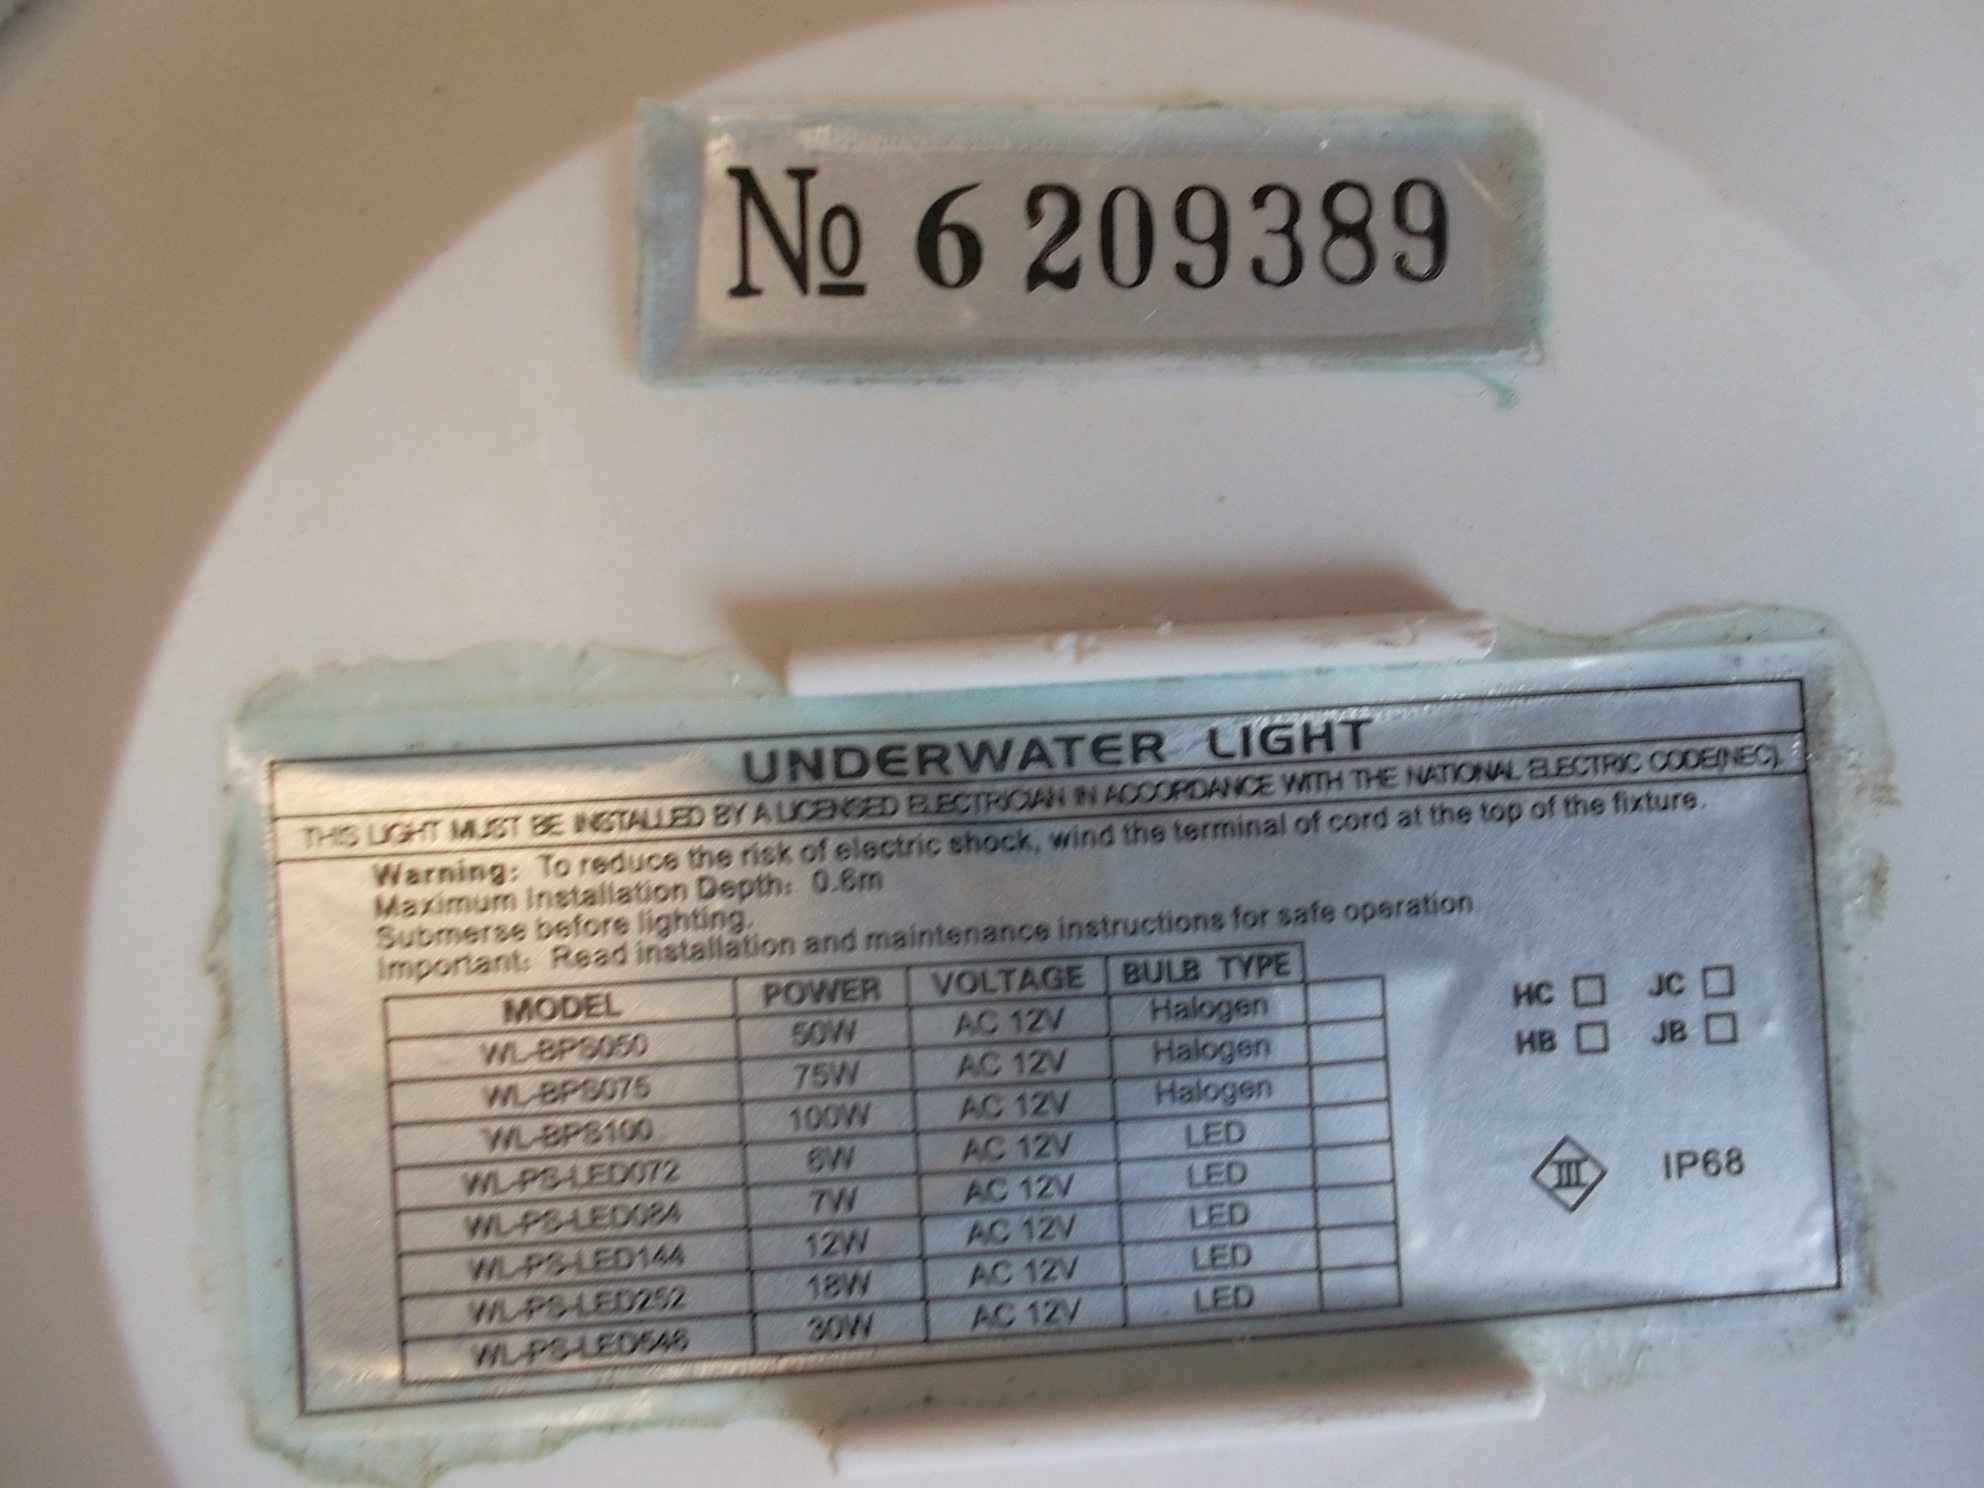 № 6 209389
UNDERWATER LIGHT
THIS LIGHT MUST BE INSTALLED BY A LICENSED ELECTRICIAN IN ACCORDANCE WITH THE NATIONAL ELECTRIC CODE(NEC).
Warning: To reduce the risk of electric shock, wind the terminal of cord at the top of the fixture.
Maximum Installation Depth: 0.6m
Submerse before lighting.
Important: Read installation and maintenance instructions for safe operation
MODEL POWER VOLTAGE BULB TYPE
WL-BPS050 50W AC 12V Halogen
WL-BPS075 75W AC 12V Halogen
WL-BPS100 100W AC 12V Halogen
WL-PS-LED072 6W AC 12V LED
WL-PS-LED084 7W AC 12V LED
WL-PS-LED144 12W AC 12V LED
WL-PS-LED252 18W AC 12V LED
WL-PS-LED546 30W AC 12V LED
HC □ JC □
HB □ JB □
III IP68